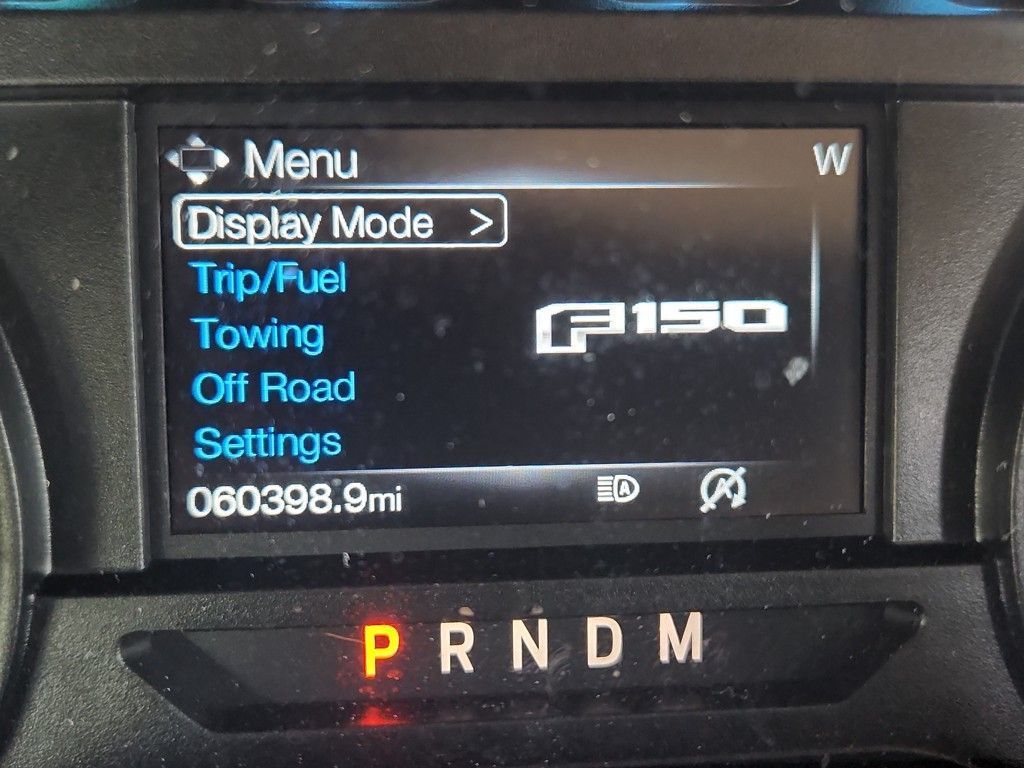 Menu W
Display Mode >
Trip/Fuel
F150
Towing
Off Road
Settings
060398.9mi A A
P R N D M